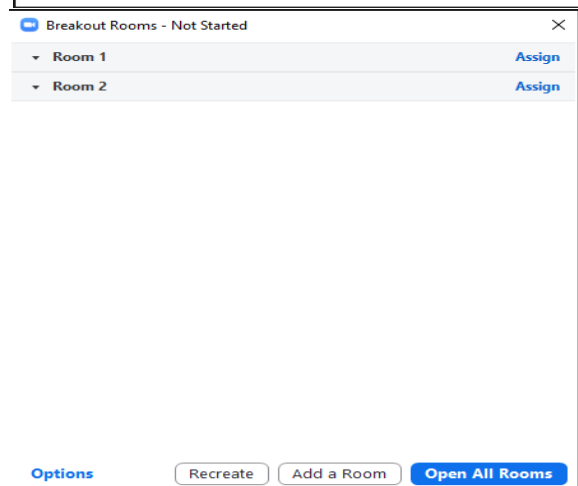 Breakout Rooms - Not Started
Room 1 Assign
Room 2 Assign
Options Recreate Add a Room Open All Rooms